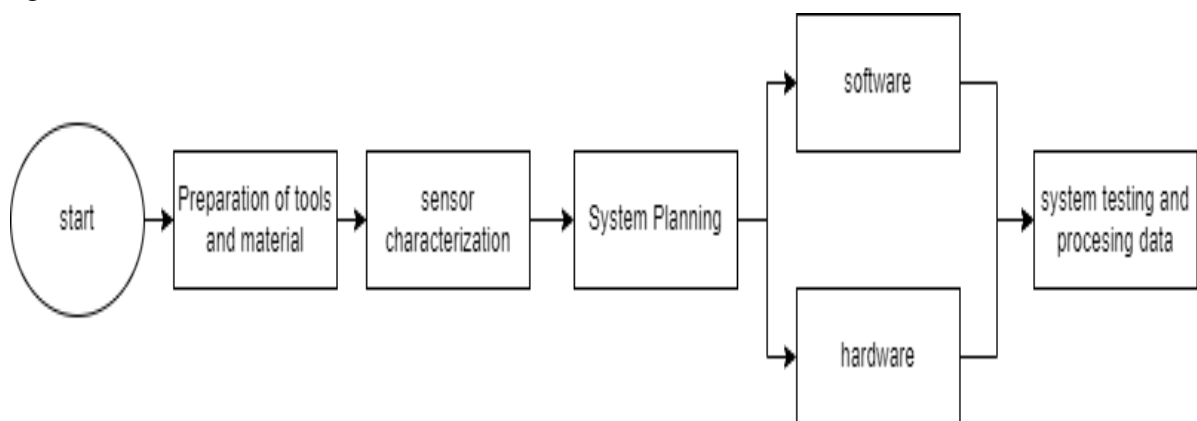 start
Preparation of tools
and material
sensor
characterization
System Planning
software
hardware
system testing and
procesing data